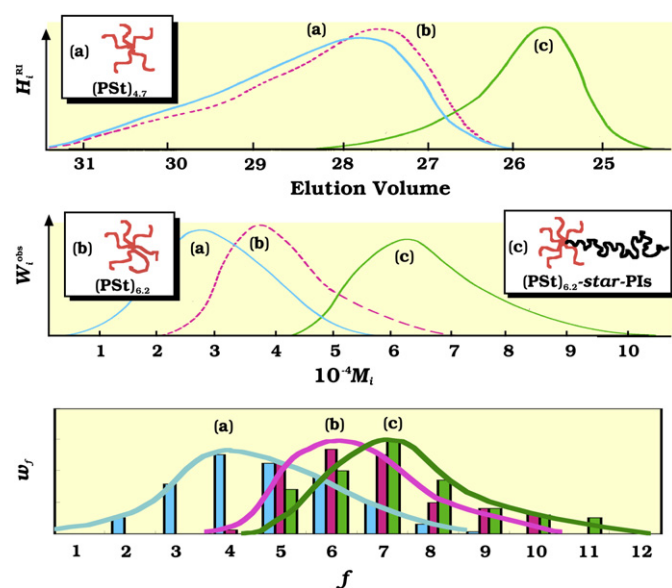 (a)
(PSt)4.7
(a)
(b)
(c)
H_i^RI
31 30 29 28 27 26 25
Elution Volume
(b)
(PSt)6.2
(a)
(b)
(c)
(c)
(PSt)6.2-star-PIs
W_i^obs
1 2 3 4 5 6 7 8 9 10
10^-4 M_i
(a)
(b)
(c)
w_f
1 2 3 4 5 6 7 8 9 10 11 12
f